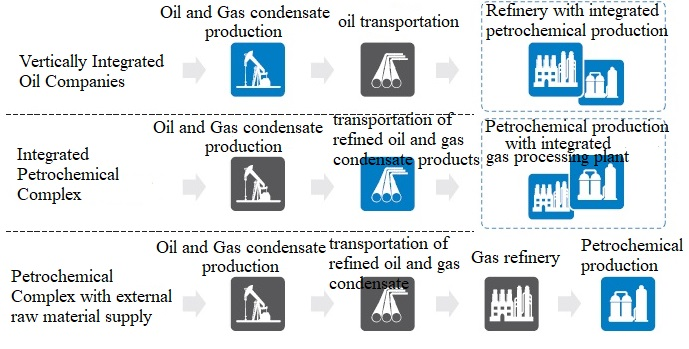 Vertically Integrated
Oil Companies
Oil and Gas condensate
production
oil transportation
Refinery with integrated
petrochemical production
Integrated
Petrochemical
Complex
Oil and Gas condensate
production
transportation of
refined oil and gas
condensate products
Petrochemical production
with integrated
gas processing plant
Petrochemical
Complex with external
raw material supply
Oil and Gas condensate
production
transportation of
refined oil and gas
condensate
Gas refinery
Petrochemical
production